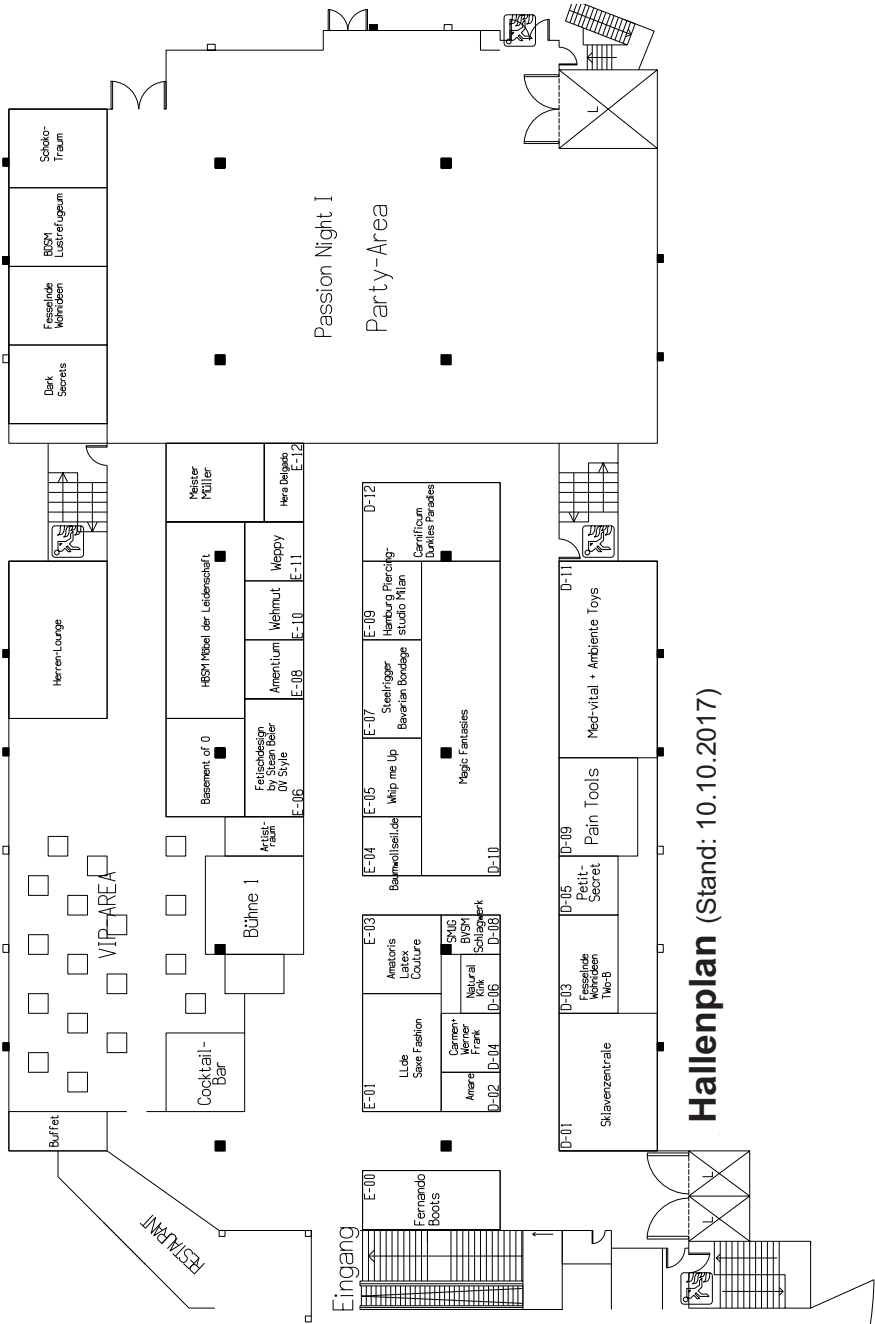 Schoko-
Traum
BDSM
Lustrefugeum
Fesselnde
Wohnideen
Dark
Secrets
L
Passion Night I
Party-Area
Meister
Müller
Hera Delgado
E-12
Herren-Lounge
HBSM Möbel der Leidenschaft
Weppy
E-11
Wehmut
E-10
Amentium
E-08
Basement of O
Fetischdesign
by Stean Beier
OV Style
E-06
Artist-
raum
Bühne 1
VIP-AREA
Cocktail-
Bar
Buffet
RESTAURANT
D-12
Carnificum
Dunkles Paradies
E-09
Hamburg Piercing-
studio Milan
E-07
Steelrigger
Bavarian Bondage
E-05
Whip me Up
E-04
Baumwollseil.de
Magic Fantasies
D-10
E-03
Amatoris
Latex
Couture
SMJG
BVSM
Schlagwerk
D-08
Natural
Kink
D-06
E-01
LLde
Saxe Fashion
Carmen+
Werner
Frank
D-04
Amare
D-02
E-00
Fernando
Boots
Eingang
D-11
Med-vital + Ambiente Toys
D-09
Pain Tools
D-05
Petit-
Secret
D-03
Fesselnde
Wohnideen
TWo-B
D-01
Sklavenzentrale
L
L
Hallenplan (Stand: 10.10.2017)